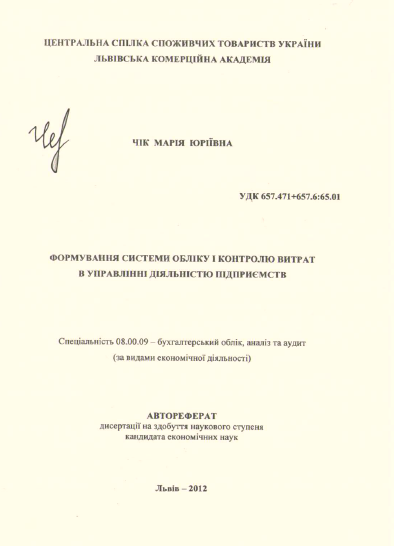 ЦЕНТРАЛЬНА СПІЛКА СПОЖИВЧИХ ТОВАРИСТВ УКРАЇНИ
ЛЬВІВСЬКА КОМЕРЦІЙНА АКАДЕМІЯ
ЧІК МАРІЯ ЮРІЇВНА
УДК 657.471+657.6:65.01
ФОРМУВАННЯ СИСТЕМИ ОБЛІКУ І КОНТРОЛЮ ВИТРАТ
В УПРАВЛІННІ ДІЯЛЬНІСТЮ ПІДПРИЄМСТВ
Спеціальність 08.00.09 – бухгалтерський облік, аналіз та аудит
(за видами економічної діяльності)
АВТОРЕФЕРАТ
дисертації на здобуття наукового ступеня
кандидата економічних наук
Львів – 2012